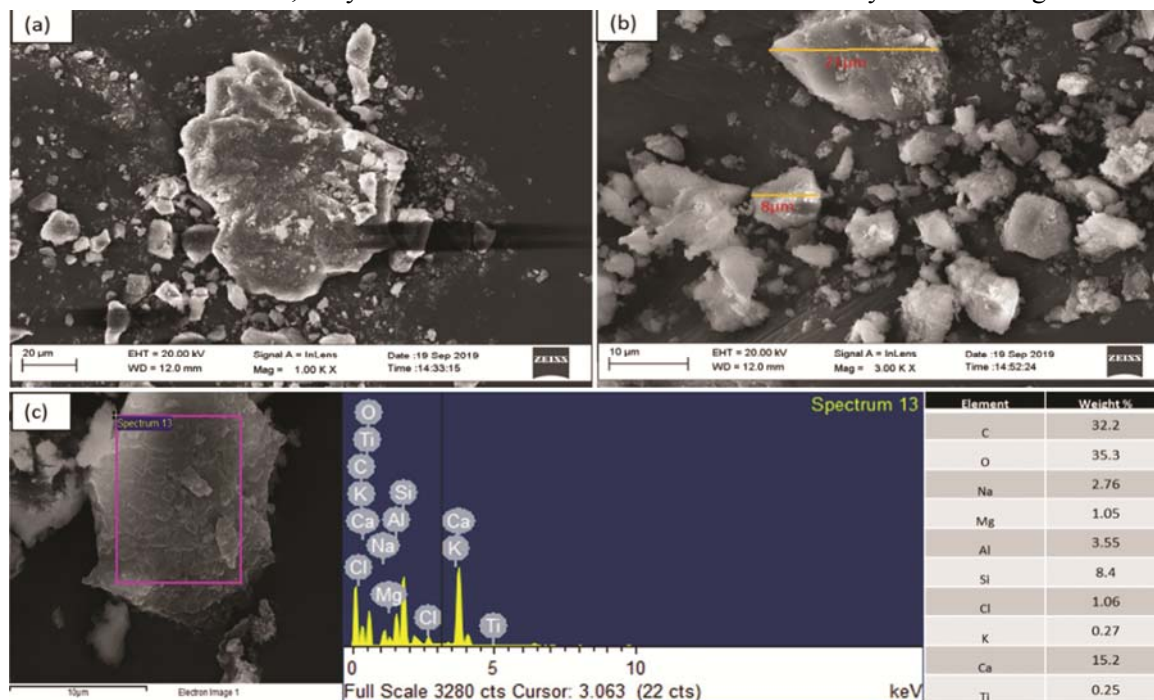 (a)
20 µm
EHT = 20.00 kV
WD = 12.0 mm
Signal A = InLens
Mag = 1.00 K X
Date :19 Sep 2019
Time :14:33:15
ZEISS
(b)
8µm
10 µm
EHT = 20.00 kV
WD = 12.0 mm
Signal A = InLens
Mag = 3.00 K X
Date :19 Sep 2019
Time :14:52:24
ZEISS
(c)
Spectrum 13
10µm
Electron Image 1
Spectrum 13
O
Ti
C
K
Ca
Cl
Na
Mg
Si
Al
Cl
Ca
K
Ti
0 5 10
Full Scale 3280 cts Cursor: 3.063 (22 cts) keV
Element Weight %
C 32.2
O 35.3
Na 2.76
Mg 1.05
Al 3.55
Si 8.4
Cl 1.06
K 0.27
Ca 15.2
Ti 0.25